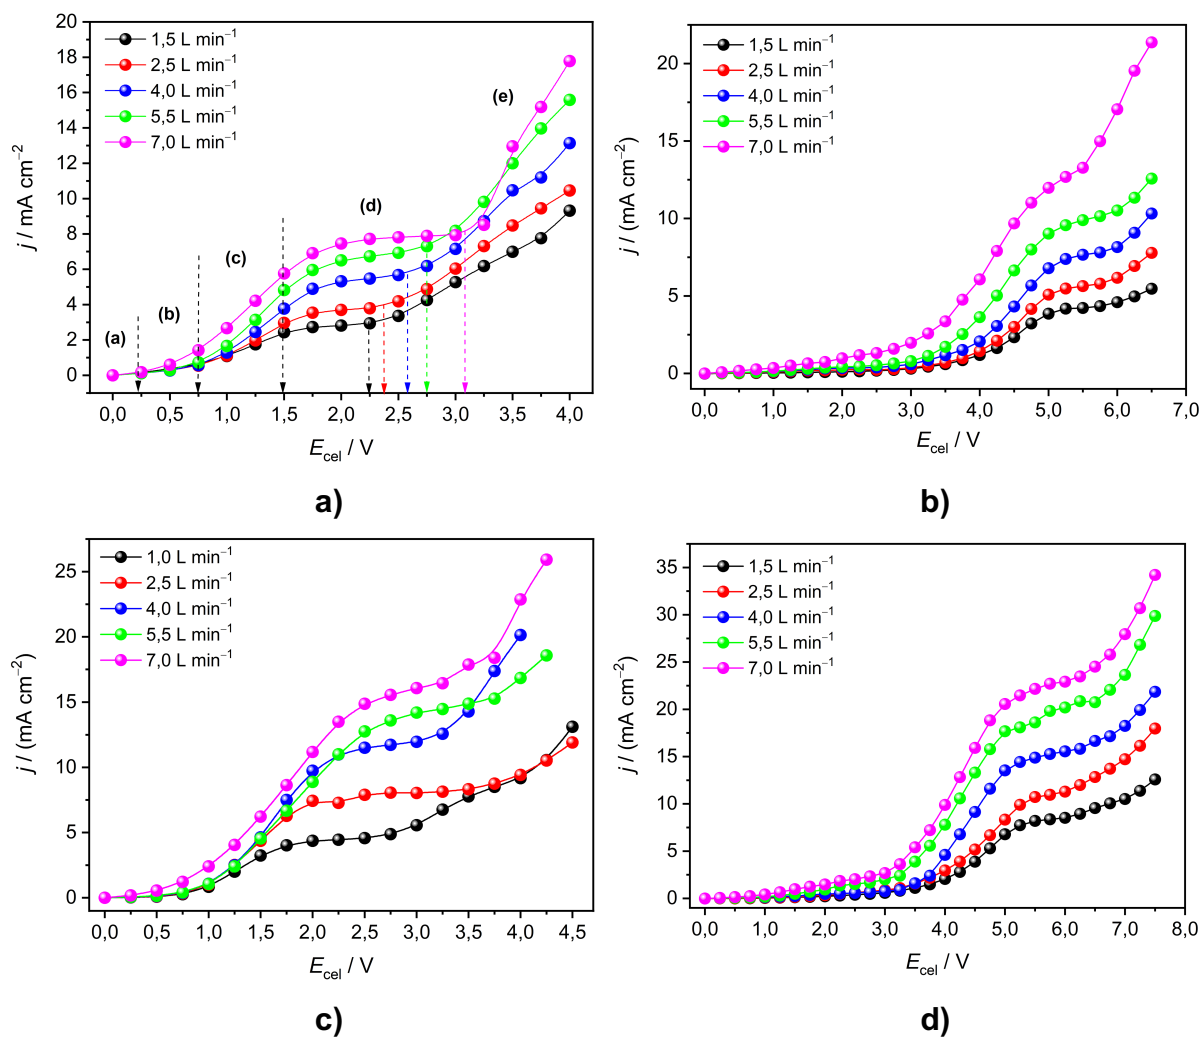 20
18
16
14
12
10
8
6
4
2
0
j / mA cm−2
1,5 L min−1
2,5 L min−1
4,0 L min−1
5,5 L min−1
7,0 L min−1
(a)
(b)
(c)
(d)
(e)
0,0 0,5 1,0 1,5 2,0 2,5 3,0 3,5 4,0
Ecel / V
a)
20
15
10
5
0
j / (mA cm−2)
1,5 L min−1
2,5 L min−1
4,0 L min−1
5,5 L min−1
7,0 L min−1
0,0 1,0 2,0 3,0 4,0 5,0 6,0 7,0
Ecel / V
b)
25
20
15
10
5
0
j / (mA cm−2)
1,0 L min−1
2,5 L min−1
4,0 L min−1
5,5 L min−1
7,0 L min−1
0,0 0,5 1,0 1,5 2,0 2,5 3,0 3,5 4,0 4,5
Ecel / V
c)
35
30
25
20
15
10
5
0
j / (mA cm−2)
1,5 L min−1
2,5 L min−1
4,0 L min−1
5,5 L min−1
7,0 L min−1
0,0 1,0 2,0 3,0 4,0 5,0 6,0 7,0 8,0
Ecel / V
d)